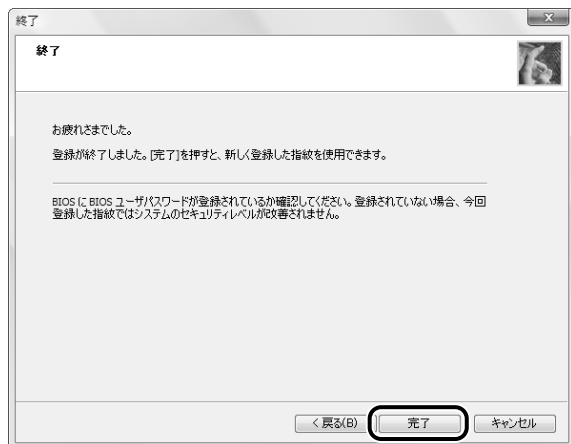 終了
終了
お疲れさまでした。
登録が終了しました。[完了]を押すと、新しく登録した指紋を使用できます。
BIOS に BIOS ユーザパスワードが登録されているか確認してください。登録されていない場合、今回
登録した指紋ではシステムのセキュリティレベルが改善されません。
< 戻る(B)
完了
キャンセル